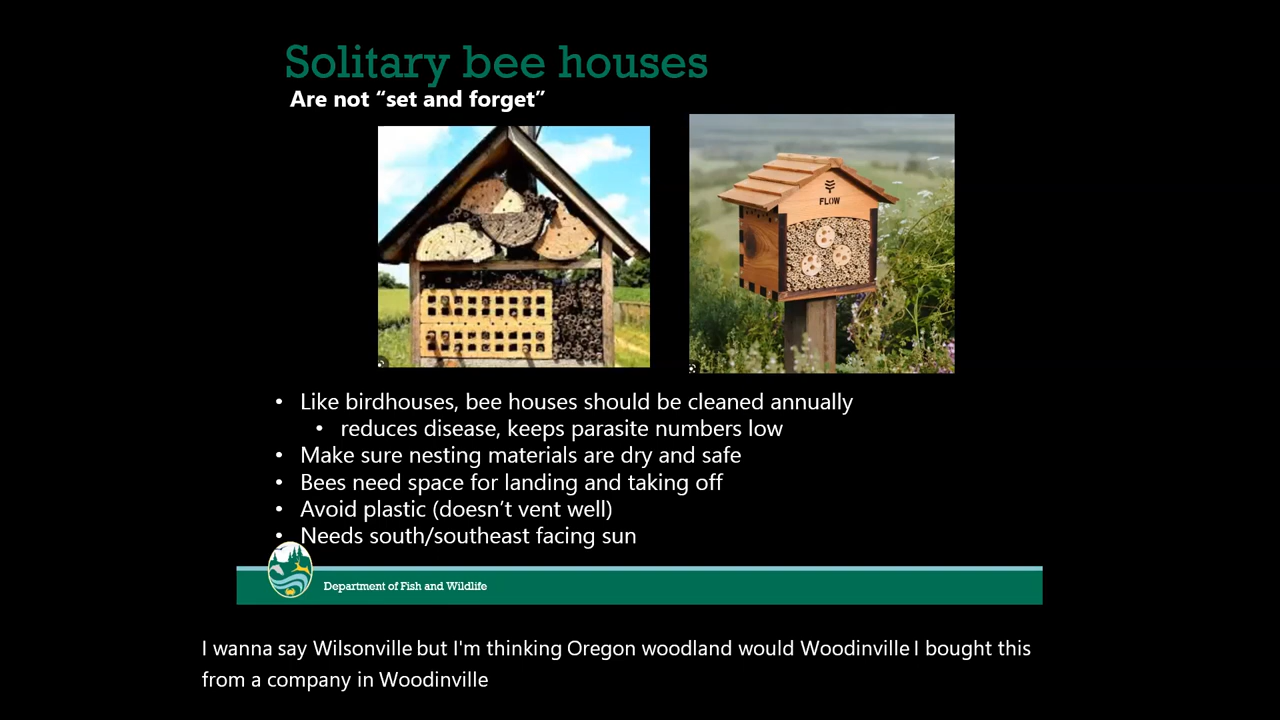 Solitary bee houses
Are not “set and forget”
FLOW
• Like birdhouses, bee houses should be cleaned annually
• reduces disease, keeps parasite numbers low
• Make sure nesting materials are dry and safe
• Bees need space for landing and taking off
• Avoid plastic (doesn’t vent well)
• Needs south/southeast facing sun
Department of Fish and Wildlife
I wanna say Wilsonville but I'm thinking Oregon woodland would Woodinville I bought this
from a company in Woodinville